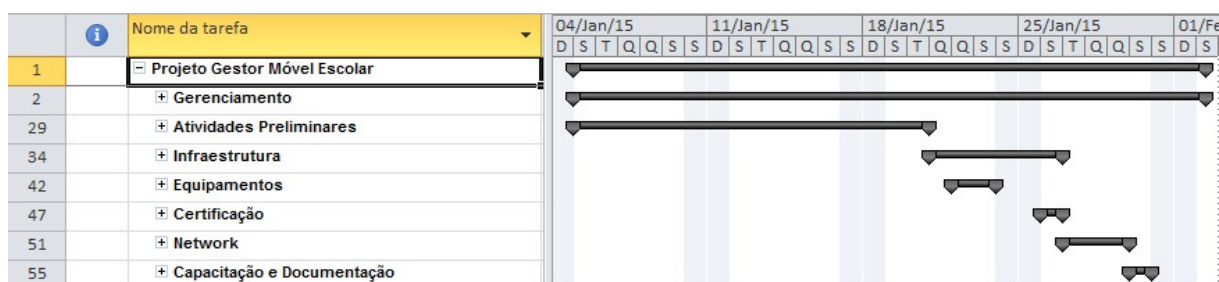 Nome da tarefa
04/Jan/15 11/Jan/15 18/Jan/15 25/Jan/15 01/Fe
D S T Q Q S S D S T Q Q S S D S T Q Q S S D S T Q Q S S D S
1 Projeto Gestor Móvel Escolar
2 Gerenciamento
29 Atividades Preliminares
34 Infraestrutura
42 Equipamentos
47 Certificação
51 Network
55 Capacitação e Documentação